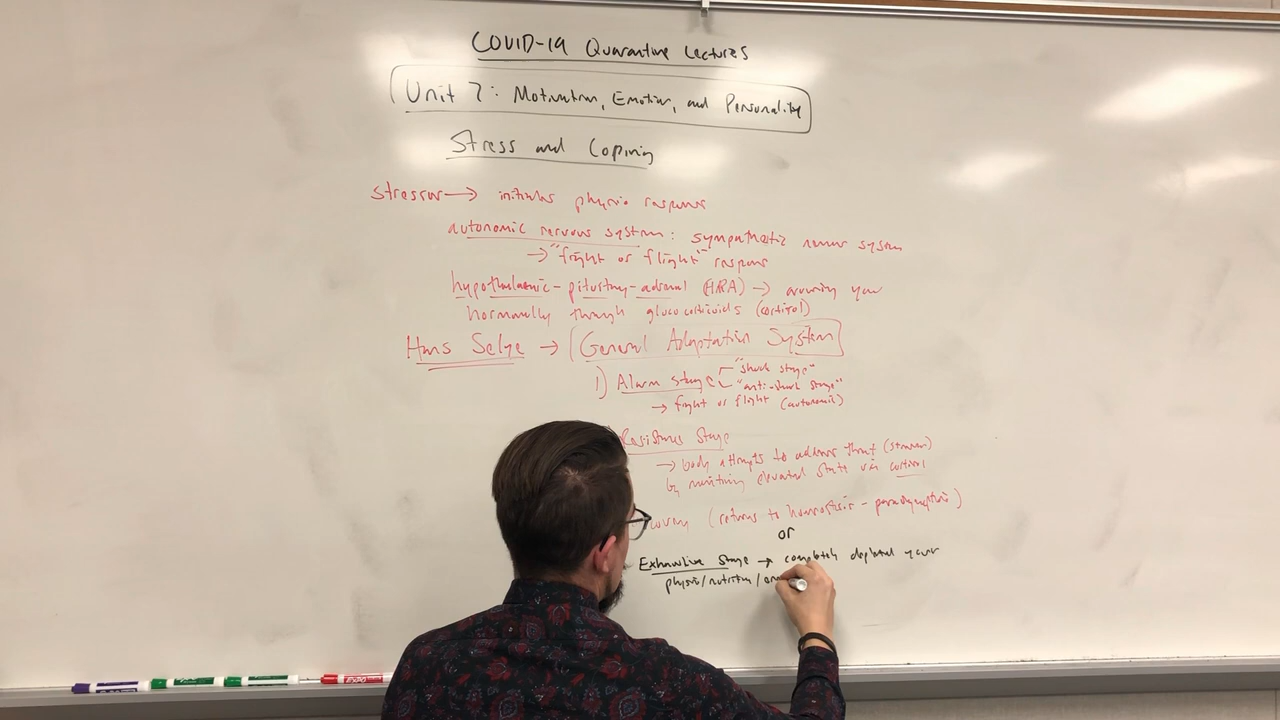 COVID-19 Quarantine Lectures
Unit 7: Motivation, Emotion, and Personality
Stress and Coping
Stressor → initiates physio response
autonomic nervous system: sympathetic nervous system
→ "fright or flight" response
hypothalamic-pituitary-adrenal (HPA) → arousing your
hormonally through glucocorticoids (cortisol)
Hans Selye → General Adaptation System
1) Alarm stage "shock stage"
"anti-shock stage"
→ fright or flight (autonomic)
Resistance Stage
→ body attempts to address threat (stressor)
by maintaining elevated state via cortisol
(returns to homeostasis - parasympathetic)
or
Exhaustive Stage → completely depleted your
physio/nutrition/